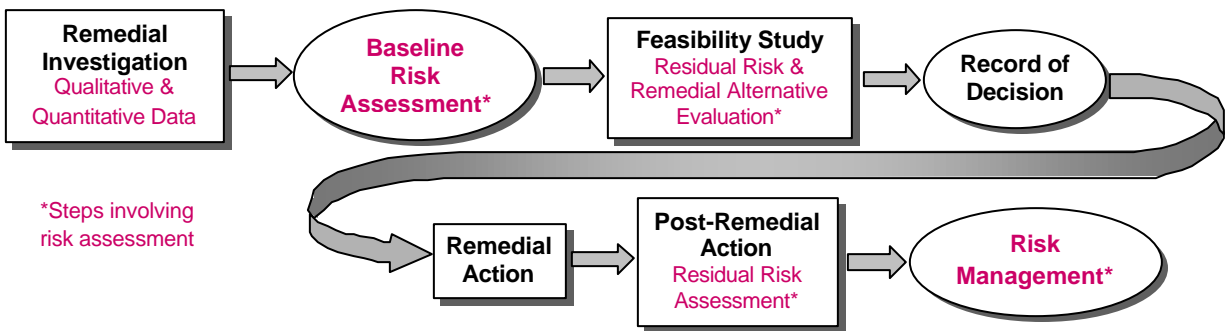 Remedial
Investigation
Qualitative &
Quantitative Data
Baseline
Risk
Assessment*
Feasibility Study
Residual Risk &
Remedial Alternative
Evaluation*
Record of
Decision
*Steps involving
risk assessment
Remedial
Action
Post-Remedial
Action
Residual Risk
Assessment*
Risk
Management*